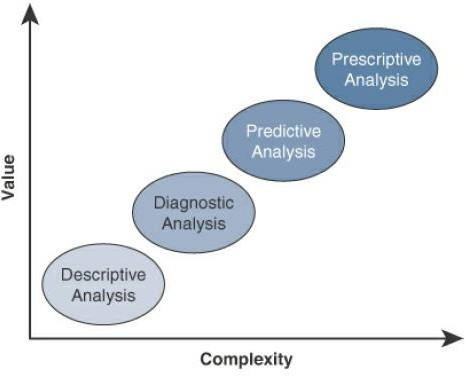 Prescriptive
Analysis
Predictive
Analysis
Diagnostic
Analysis
Descriptive
Analysis
Value
Complexity